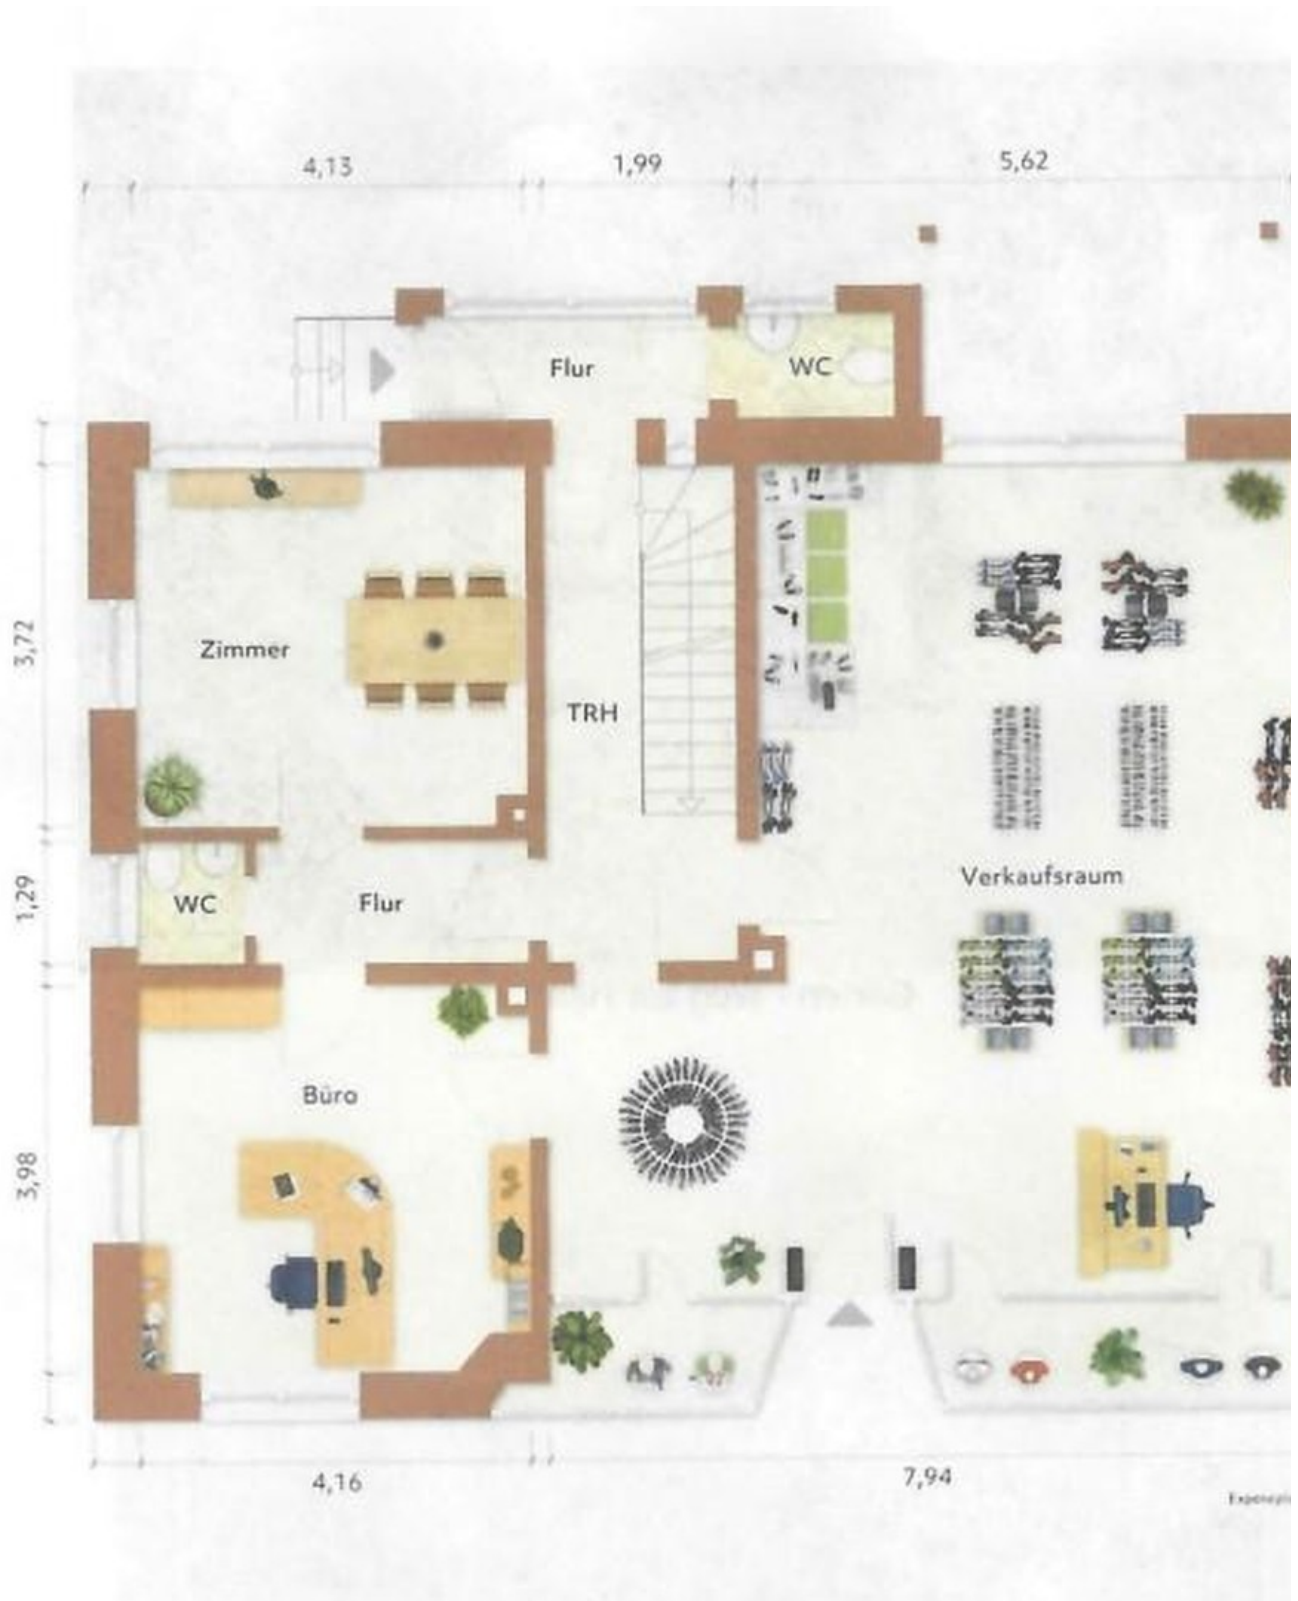 4,13
1,99
5,62
Flur
WC
3,72
Zimmer
TRH
Verkaufsraum
1,29
WC
Flur
Büro
3,98
4,16
7,94